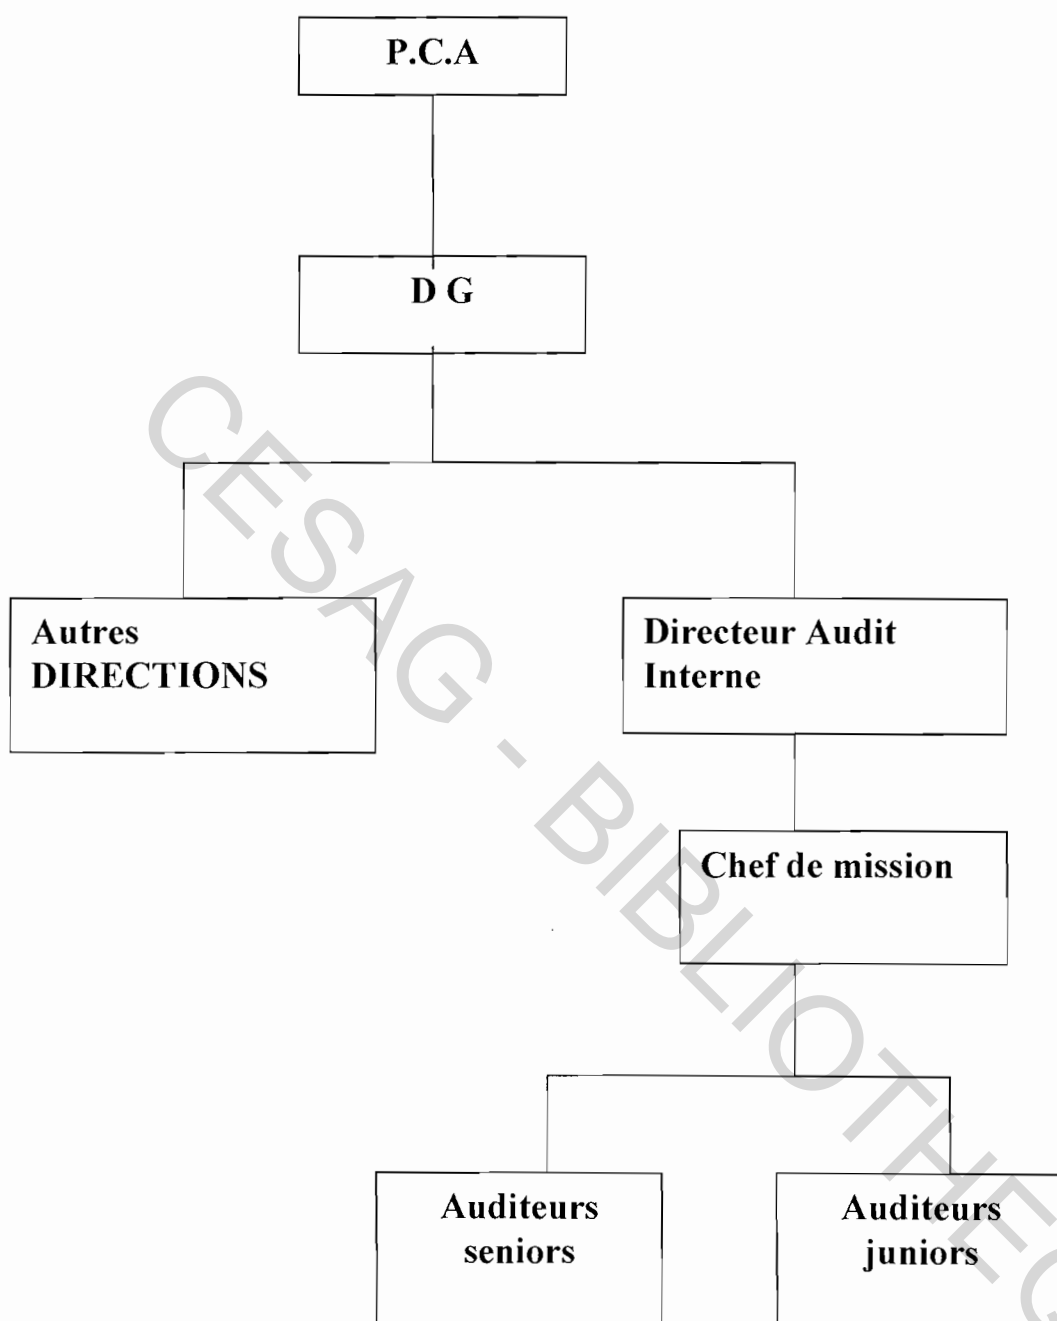 P.C.A
D G
Autres
DIRECTIONS
Directeur Audit
Interne
Chef de mission
Auditeurs
seniors
Auditeurs
juniors
CESAG - BIBLIOTHE